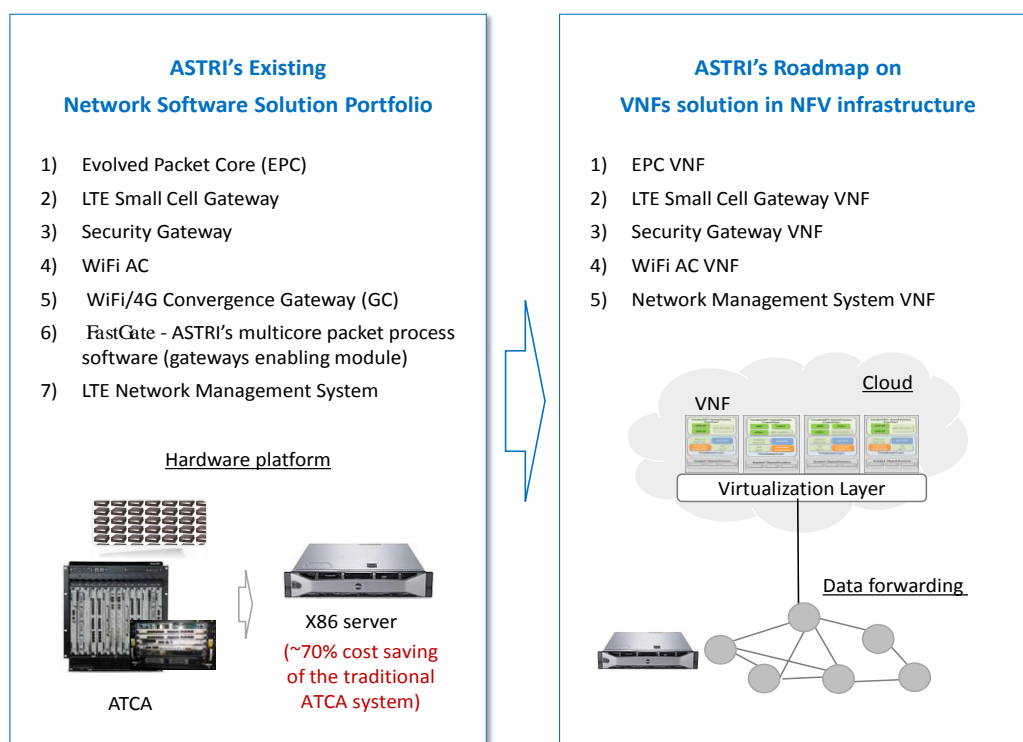 ASTRI's Existing
Network Software Solution Portfolio
1) Evolved Packet Core (EPC)
2) LTE Small Cell Gateway
3) Security Gateway
4) WiFi AC
5) WiFi/4G Convergence Gateway (GC)
6) FastGate - ASTRI's multicore packet process
software (gateways enabling module)
7) LTE Network Management System
Hardware platform
ATCA
X86 server
(~70% cost saving
of the traditional
ATCA system)
ASTRI's Roadmap on
VNFs solution in NFV infrastructure
1) EPC VNF
2) LTE Small Cell Gateway VNF
3) Security Gateway VNF
4) WiFi AC VNF
5) Network Management System VNF
Cloud
VNF
Virtualization Layer
Data forwarding